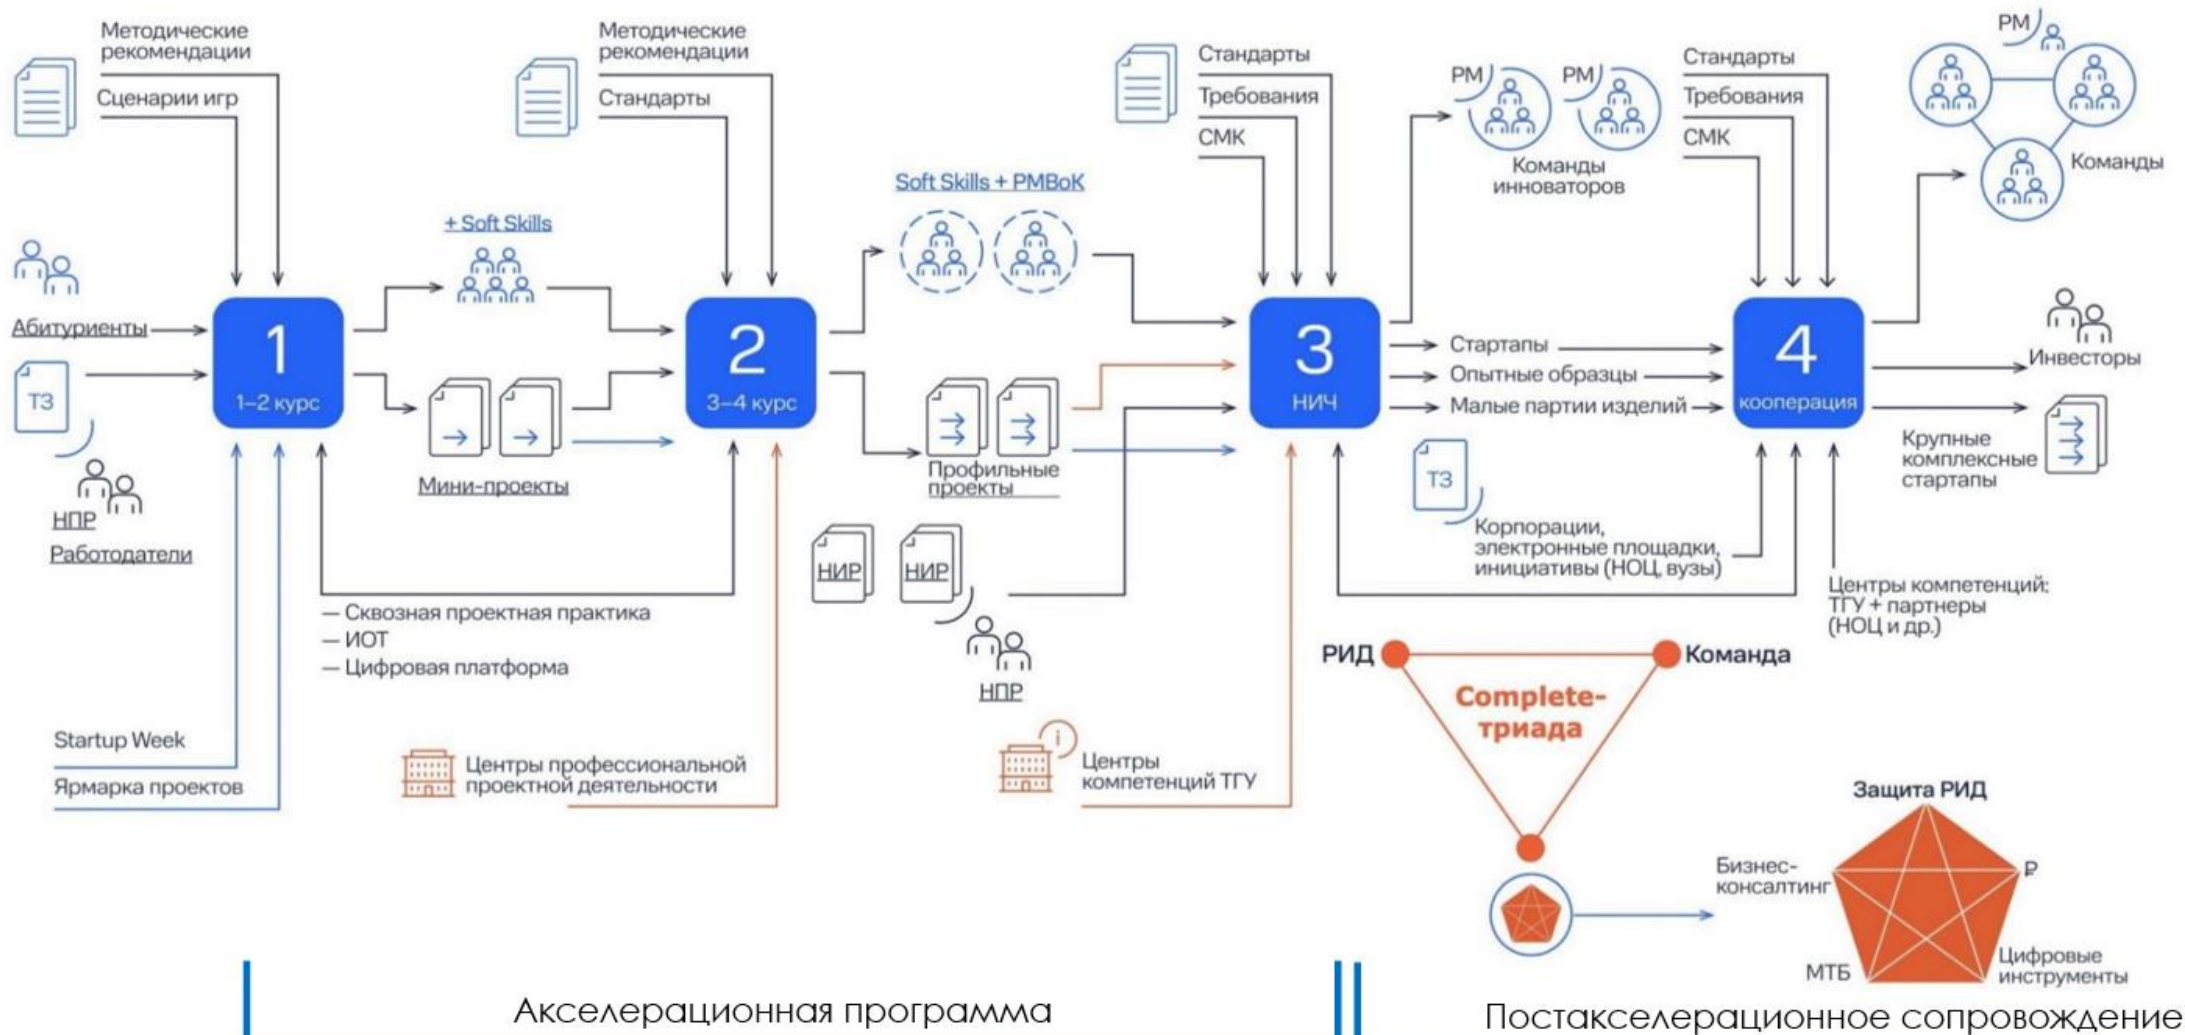 Методические
рекомендации
Сценарии игр
Абитуриенты
ТЗ
НПР
Работодатели
1
1–2 курс
+ Soft Skills
Мини-проекты
— Сквозная проектная практика
— ИОТ
— Цифровая платформа
Startup Week
Ярмарка проектов
Методические
рекомендации
Стандарты
2
3–4 курс
Центры профессиональной
проектной деятельности
Soft Skills + PMBoK
Профильные
проекты
НИР
НИР
НПР
i
Центры
компетенций ТГУ
Стандарты
Требования
СМК
3
НИЧ
PM
PM
Команды
инноваторов
Стартапы
Опытные образцы
Малые партии изделий
ТЗ
Корпорации,
электронные площадки,
инициативы (НОЦ, вузы)
Стандарты
Требования
СМК
4
кооперация
PM
Команды
Инвесторы
Крупные
комплексные
стартапы
Центры компетенций:
ТГУ + партнеры
(НОЦ и др.)
РИД
Команда
Complete-
триада
Защита РИД
Бизнес-
консалтинг
₽
МТБ
Цифровые
инструменты
Акселерационная программа
Постакселерационное сопровождение